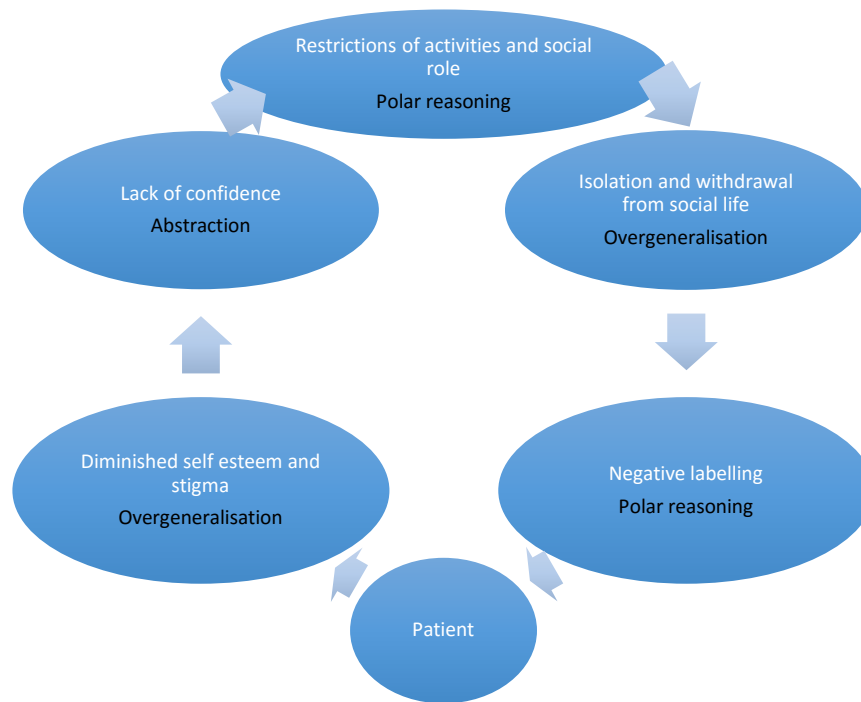 Restrictions of activities and social
role
Polar reasoning
Isolation and withdrawal
from social life
Overgeneralisation
Negative labelling
Polar reasoning
Patient
Diminished self esteem and
stigma
Overgeneralisation
Lack of confidence
Abstraction